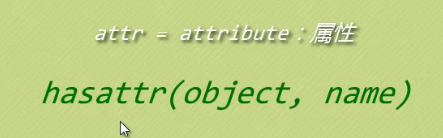 attr = attribute：属性
hasattr(object, name)